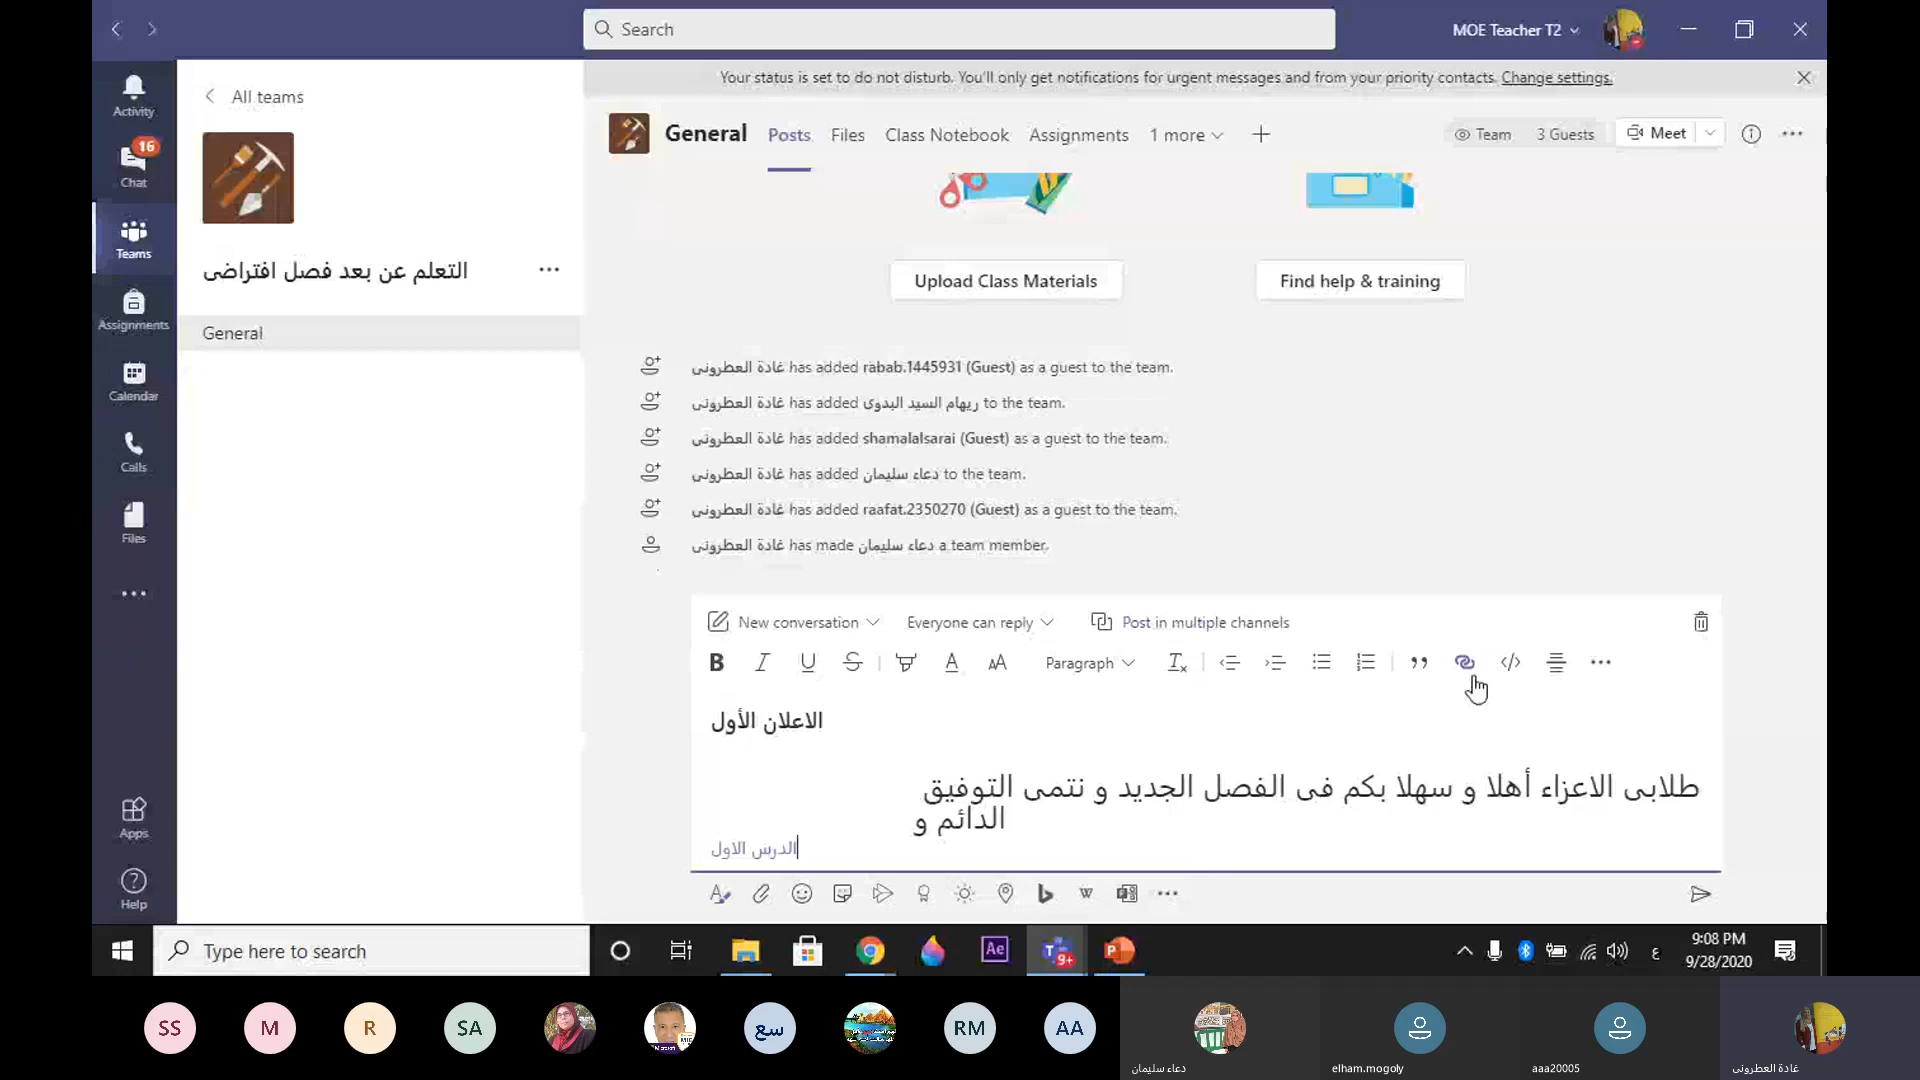 Search
MOE Teacher T2
Your status is set to do not disturb. You'll only get notifications for urgent messages and from your priority contacts. Change settings.
Activity
16
Chat
Teams
Assignments
Calendar
Calls
Files
Apps
Help
All teams
التعلم عن بعد فصل افتراضى
General
General
Posts
Files
Class Notebook
Assignments
1 more
Team
3 Guests
Meet
Upload Class Materials
Find help & training
غادة العطرونى has added rabab.1445931 (Guest) as a guest to the team.
غادة العطرونى has added ريهام السيد البدوى to the team.
غادة العطرونى has added shamalalsarai (Guest) as a guest to the team.
غادة العطرونى has added دعاء سليمان to the team.
غادة العطرونى has added raafat.2350270 (Guest) as a guest to the team.
غادة العطرونى has made دعاء سليمان a team member.
New conversation
Everyone can reply
Post in multiple channels
B I U S A AA Paragraph
الاعلان الأول
طلابى الاعزاء أهلا و سهلا بكم فى الفصل الجديد و نتمى التوفيق
الدائم و
الدرس الاول
Type here to search
Ae
9+
P
ع
9:08 PM
9/28/2020
SS
M
R
SA
سع
RM
AA
دعاء سليمان
elham.mogoly
aaa20005
غادة العطرونى